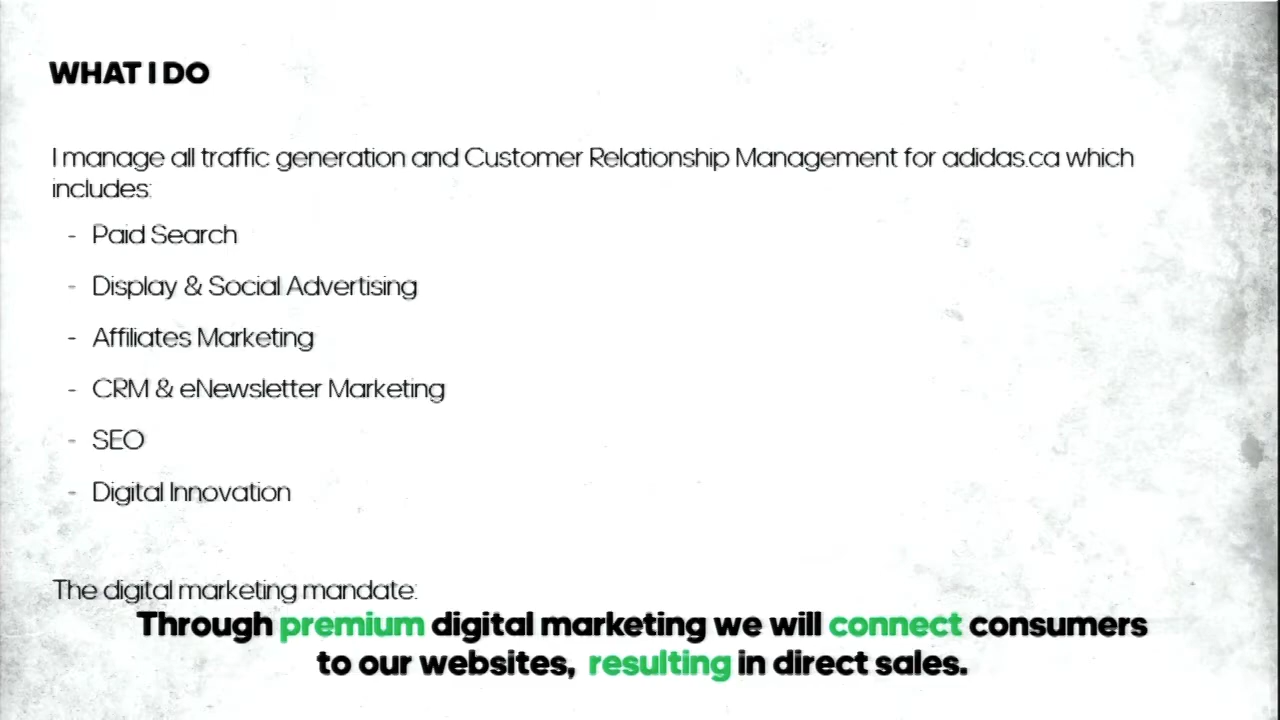 WHAT I DO
I manage all traffic generation and Customer Relationship Management for adidas.ca which
includes:
- Paid Search
- Display & Social Advertising
- Affiliates Marketing
- CRM & eNewsletter Marketing
- SEO
- Digital Innovation
The digital marketing mandate:
Through premium digital marketing we will connect consumers
to our websites, resulting in direct sales.